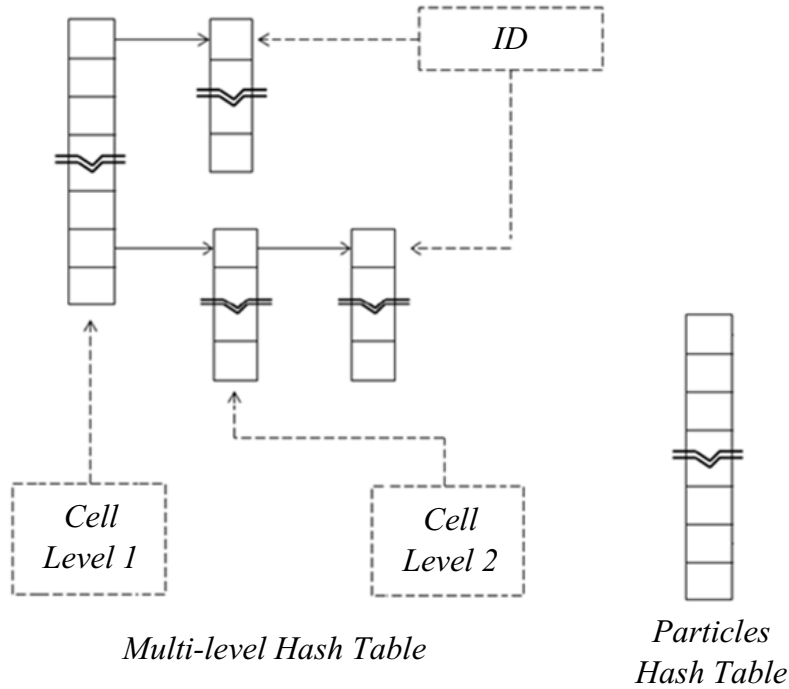 ID
Cell
Level 1
Cell
Level 2
Multi-level Hash Table
Particles
Hash Table